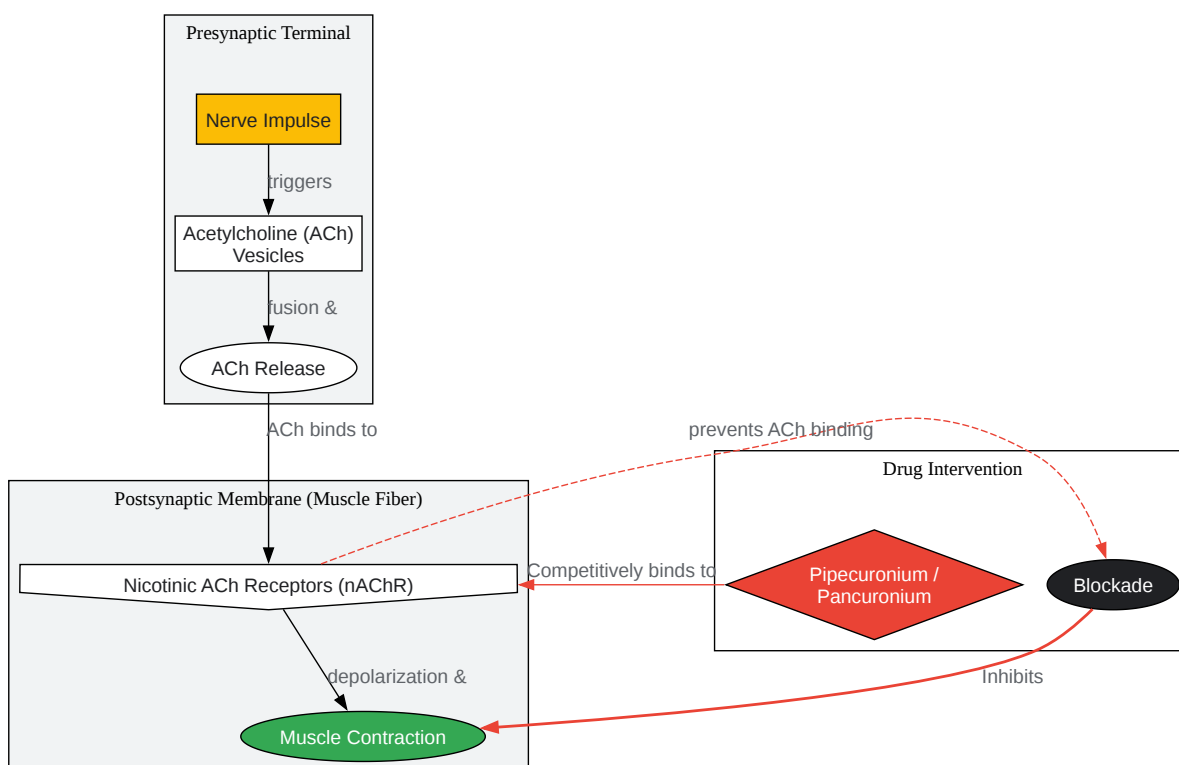 Presynaptic Terminal
Nerve Impulse
triggers
Acetylcholine (ACh)
Vesicles
fusion &
ACh Release
ACh binds to
prevents ACh binding
Drug Intervention
Postsynaptic Membrane (Muscle Fiber)
Nicotinic ACh Receptors (nAChR)
Competitively binds to
Pipecuronium /
Pancuronium
Blockade
depolarization &
Inhibits
Muscle Contraction